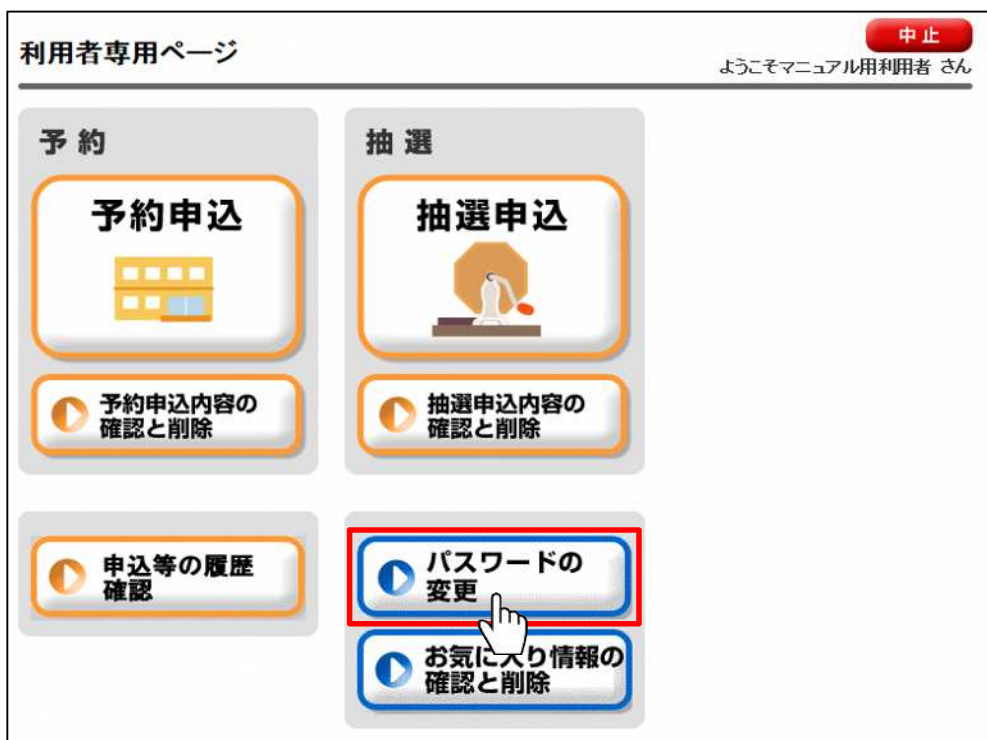 利用者専用ページ
中止
ようこそマニュアル用利用者 さん
予約
予約申込
予約申込内容の
確認と削除
抽選
抽選申込
抽選申込内容の
確認と削除
申込等の履歴
確認
パスワードの
変更
お気に入り情報の
確認と削除